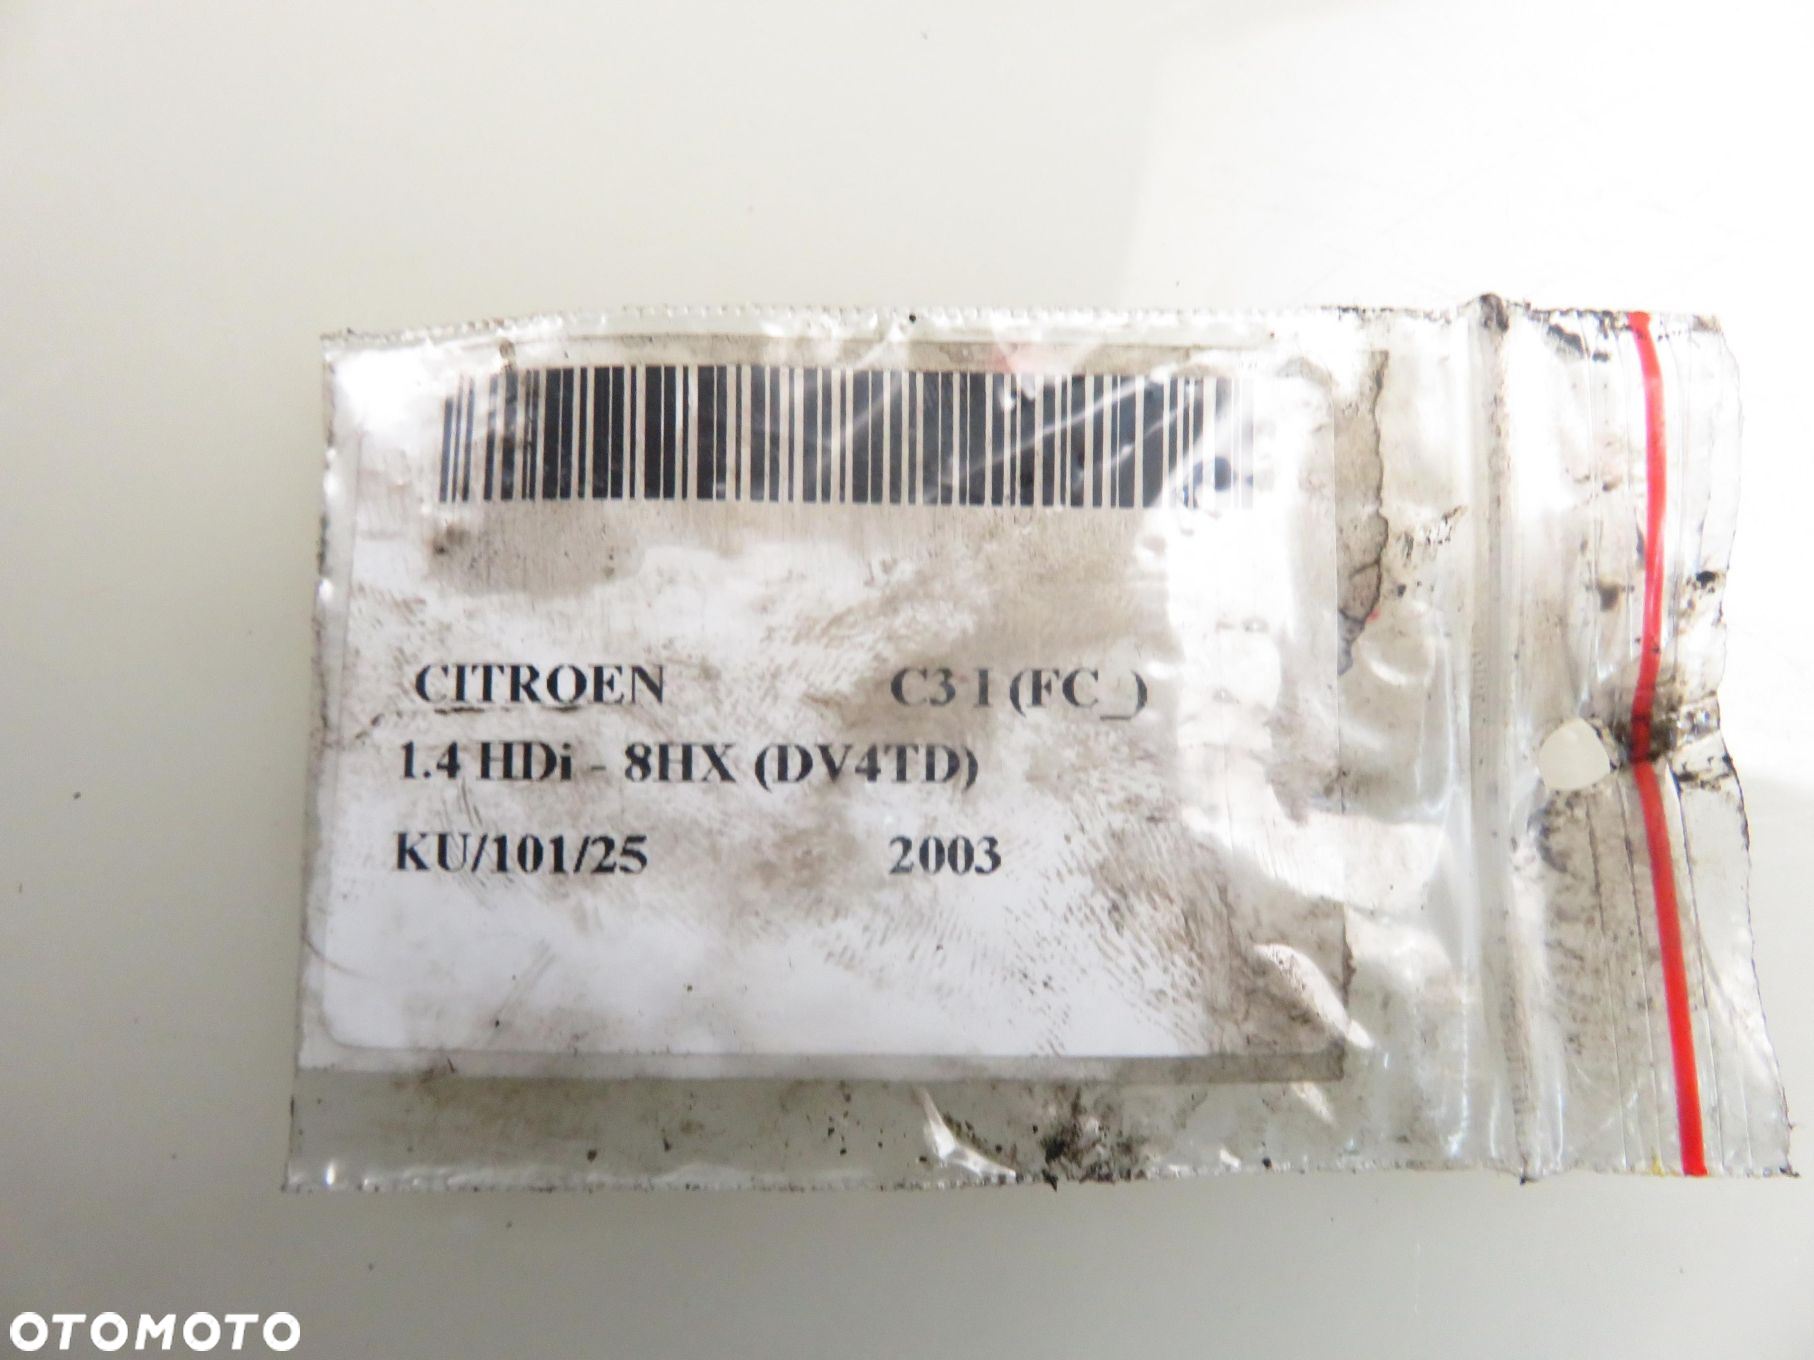 CITROEN C3 I (FC_)
1.4 HDi - 8HX (DV4TD)
KU/101/25 2003
OTOMOTO